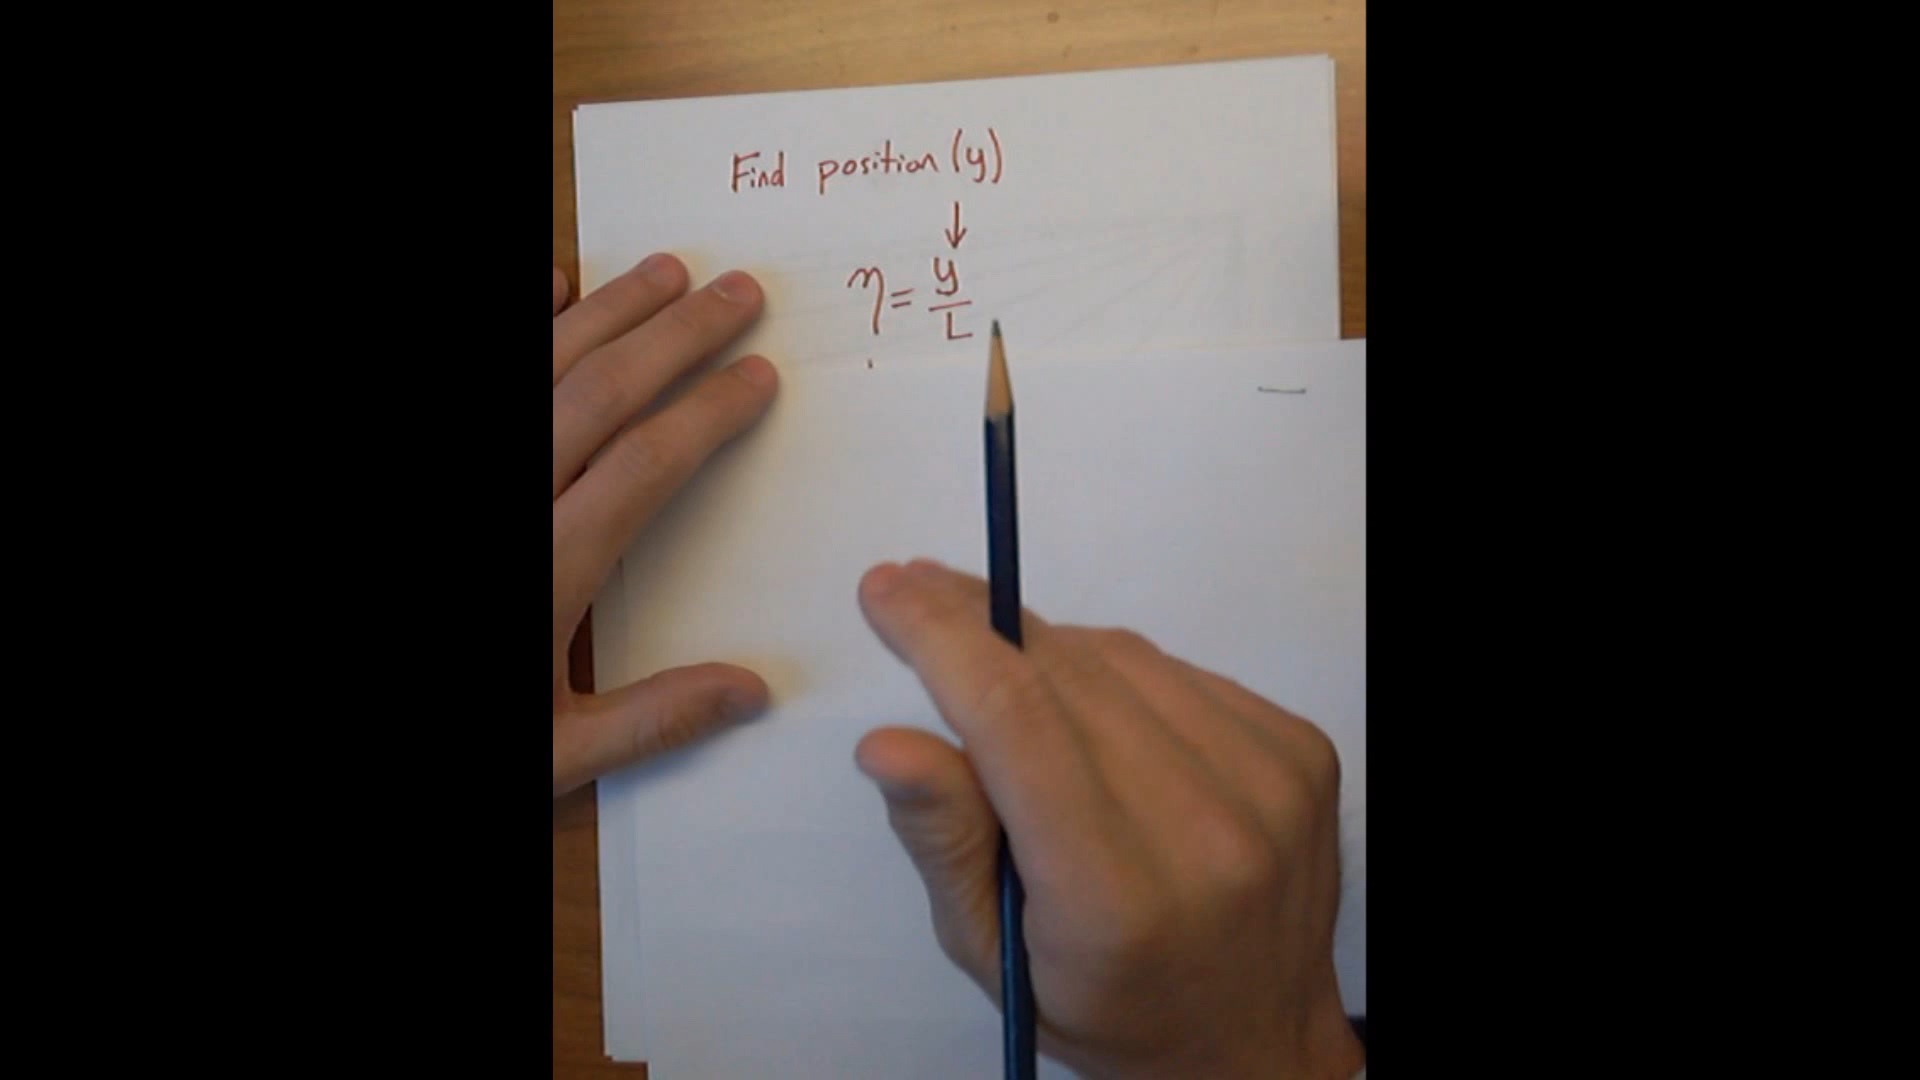 Find position (y)
↓
η = y/L